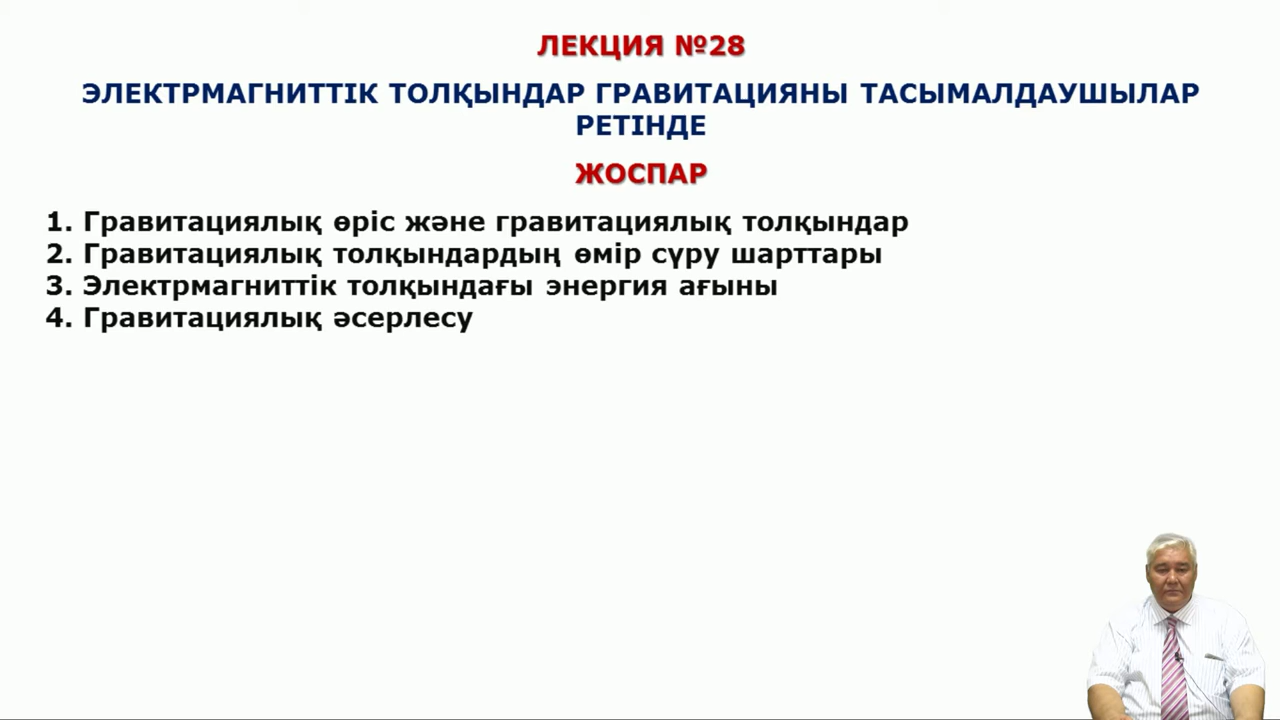 ЛЕКЦИЯ №28
ЭЛЕКТРМАГНИТТІК ТОЛҚЫНДАР ГРАВИТАЦИЯНЫ ТАСЫМАЛДАУШЫЛАР
РЕТІНДЕ
ЖОСПАР
1. Гравитациялық өріс және гравитациялық толқындар
2. Гравитациялық толқындардың өмір сүру шарттары
3. Электрмагниттік толқындағы энергия ағыны
4. Гравитациялық әсерлесу